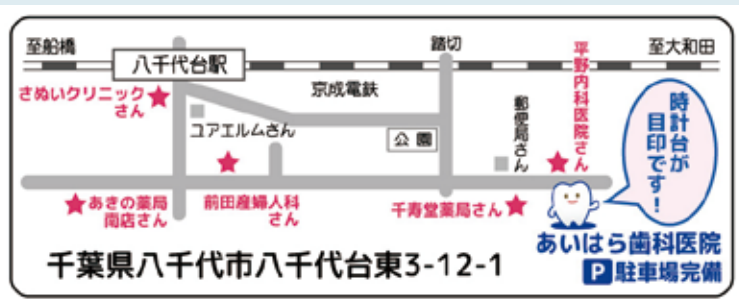 至船橋
踏切
至大和田
八千代台駅
京成電鉄
さぬいクリニック
さん
ユアエルムさん
公園
郵便局さん
平野内科医院さん
時計台が
目印です！
あきの薬局
南店さん
前田産婦人科
さん
千寿堂薬局さん
あいはら歯科医院
P 駐車場完備
千葉県八千代市八千代台東3-12-1